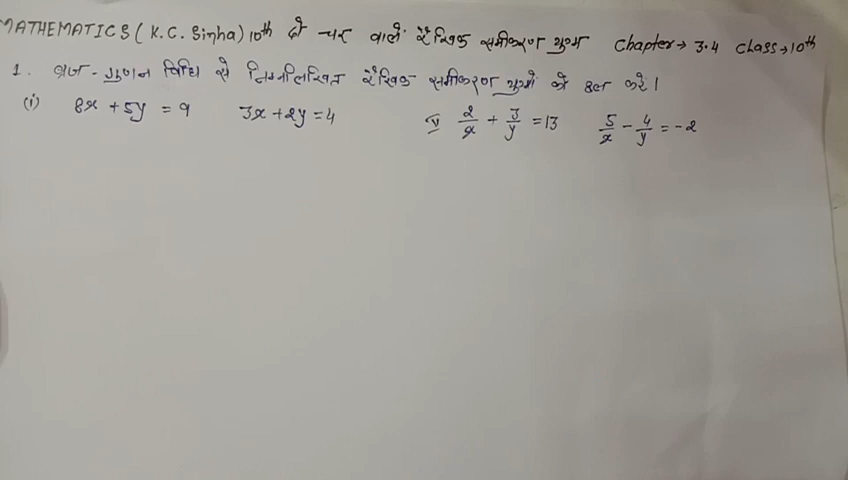 MATHEMATICS ( K. C. Sinha) 10th दो चर वाले रैखिक समीकरण युग्म Chapter → 3.4 Class → 10th
1. व्रज - गुणन विधि से निम्नलिखित रैखिक समीकरण युग्मो को हल करे।
(i) 8x + 5y = 9 3x + 2y = 4 V 2/x + 3/y = 13 5/x - 4/y = -2